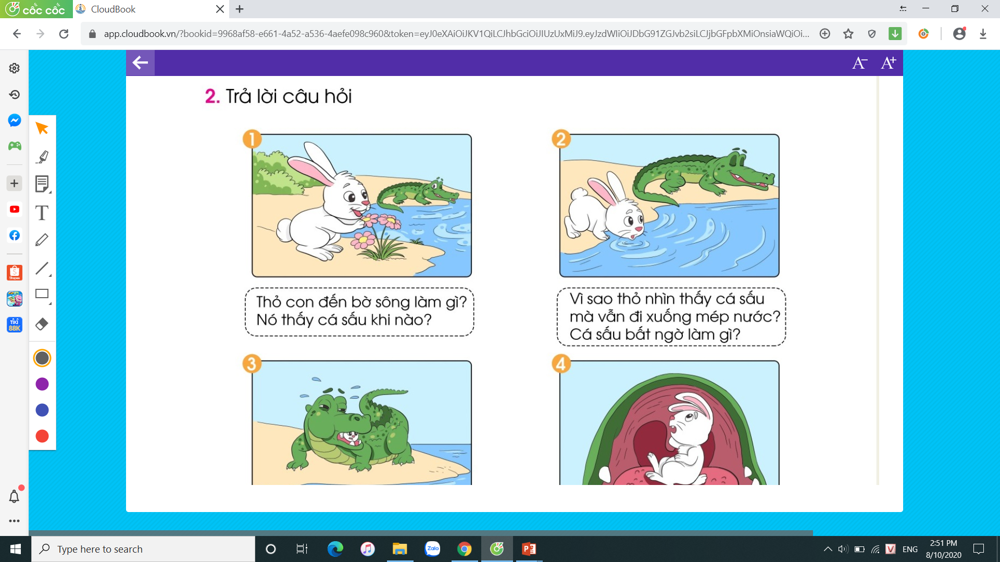 cốc cốc
CloudBook
app.cloudbook.vn/?bookid=9968af58-e661-4a52-a536-4aefe098c960&token=eyJ0eXAiOiJKV1QiLCJhbGciOiJIUzUxMiJ9.eyJzdWIiOiJDbG91ZGJvb2siLCJjbGFpbXMiOnsiaWQiOi...
A−
A+
2. Trả lời câu hỏi
1
2
Thỏ con đến bờ sông làm gì?
Nó thấy cá sấu khi nào?
Vì sao thỏ nhìn thấy cá sấu
mà vẫn đi xuống mép nước?
Cá sấu bất ngờ làm gì?
3
4
T
Shopee
TIKI
88K
Type here to search
Zalo
ENG
2:51 PM
8/10/2020